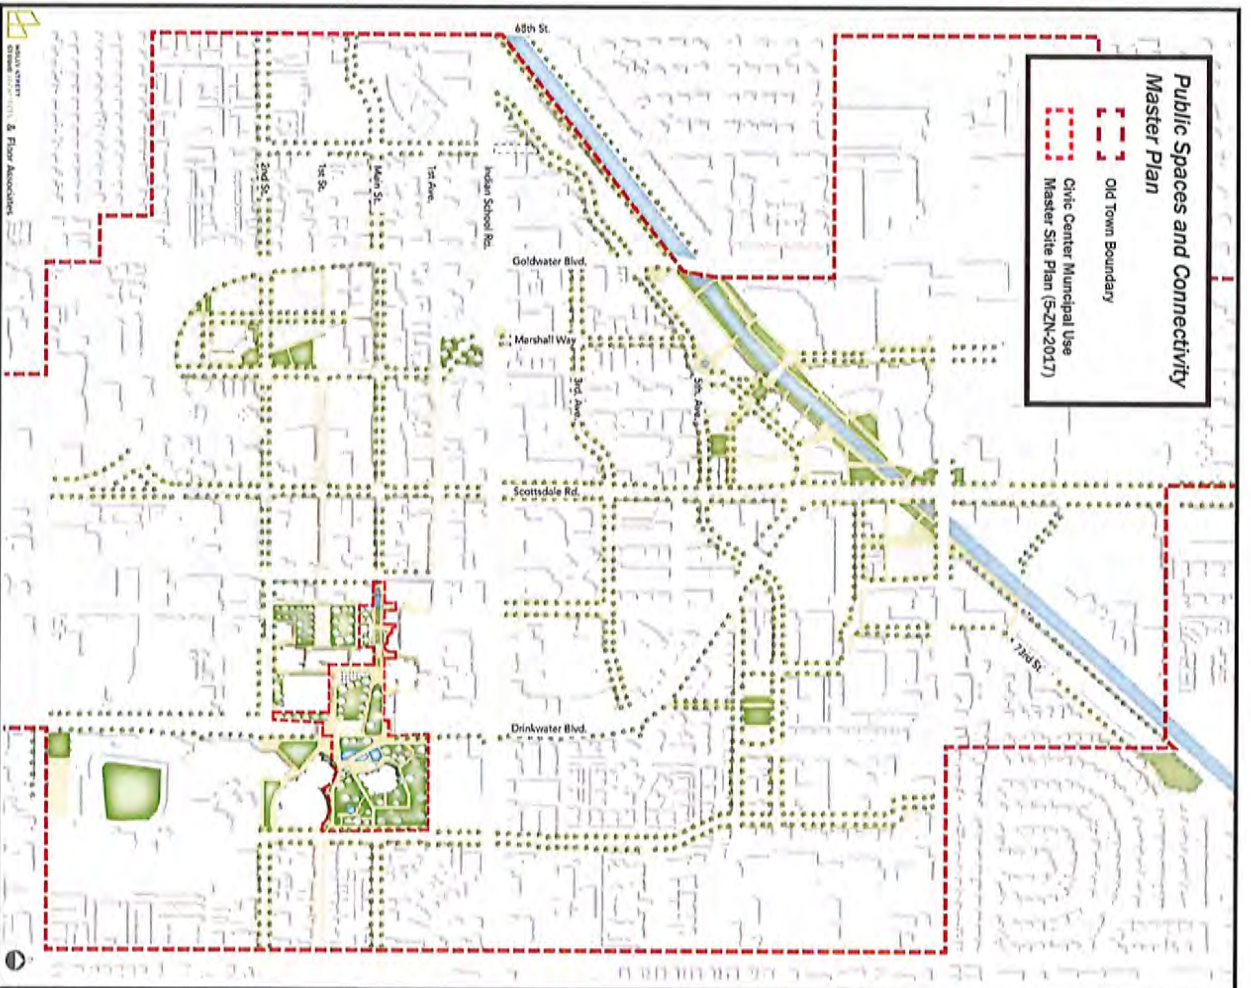 Public Spaces and Connectivity
Master Plan
Old Town Boundary
Civic Center Muncipal Use
Master Site Plan (5-ZN-2017)
68th St.
Indian School Rd.
1st Ave.
Main St.
1st St.
2nd St.
Goldwater Blvd.
Marshall Way
3rd. Ave.
5th. Ave.
Scottsdale Rd.
73rd St.
Drinkwater Blvd.
& Floor Associates